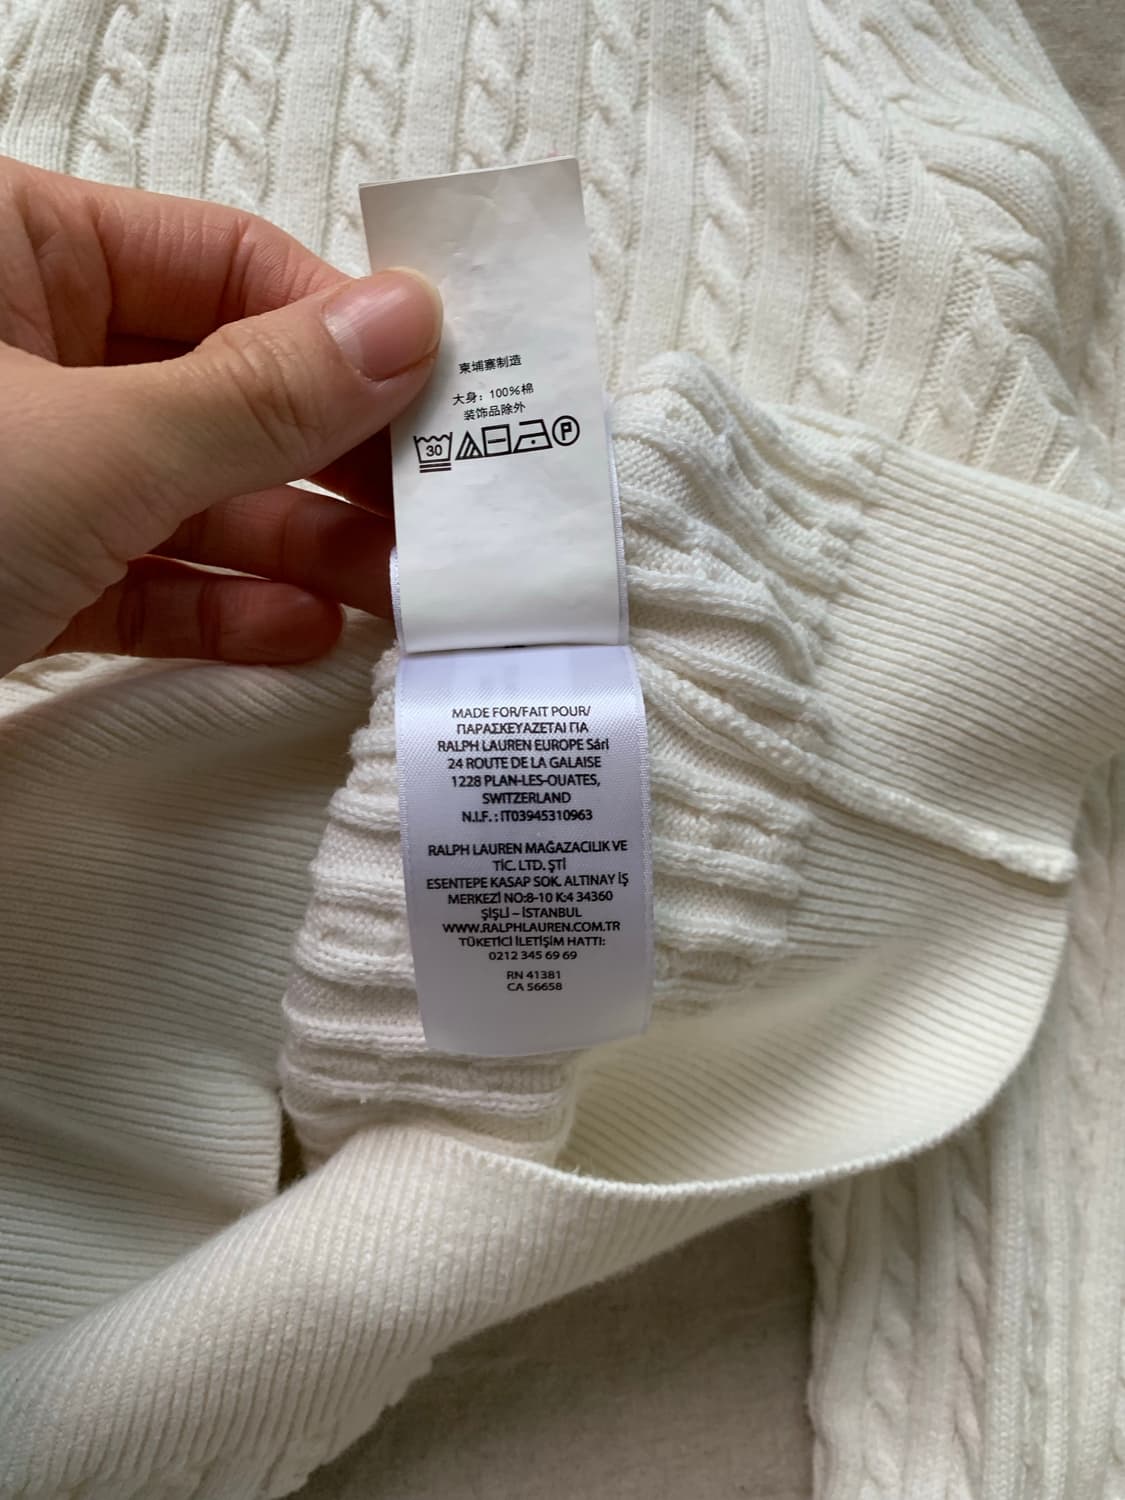 柬埔寨制造
大身：100%棉
装饰品除外
30 P
MADE FOR/FAIT POUR/
ΠΑΡΑΣΚΕΥΑΖΕΤΑΙ ΓΙΑ
RALPH LAUREN EUROPE Sárl
24 ROUTE DE LA GALAISE
1228 PLAN-LES-OUATES,
SWITZERLAND
N.I.F. : IT03945310963
RALPH LAUREN MAĞAZACILIK VE
TİC. LTD. ŞTİ
ESENTEPE KASAP SOK. ALTINAY İŞ
MERKEZİ NO:8-10 K:4 34360
ŞİŞLİ – İSTANBUL
WWW.RALPHLAUREN.COM.TR
TÜKETİCİ İLETİŞİM HATTI:
0212 345 69 69
RN 41381
CA 56658